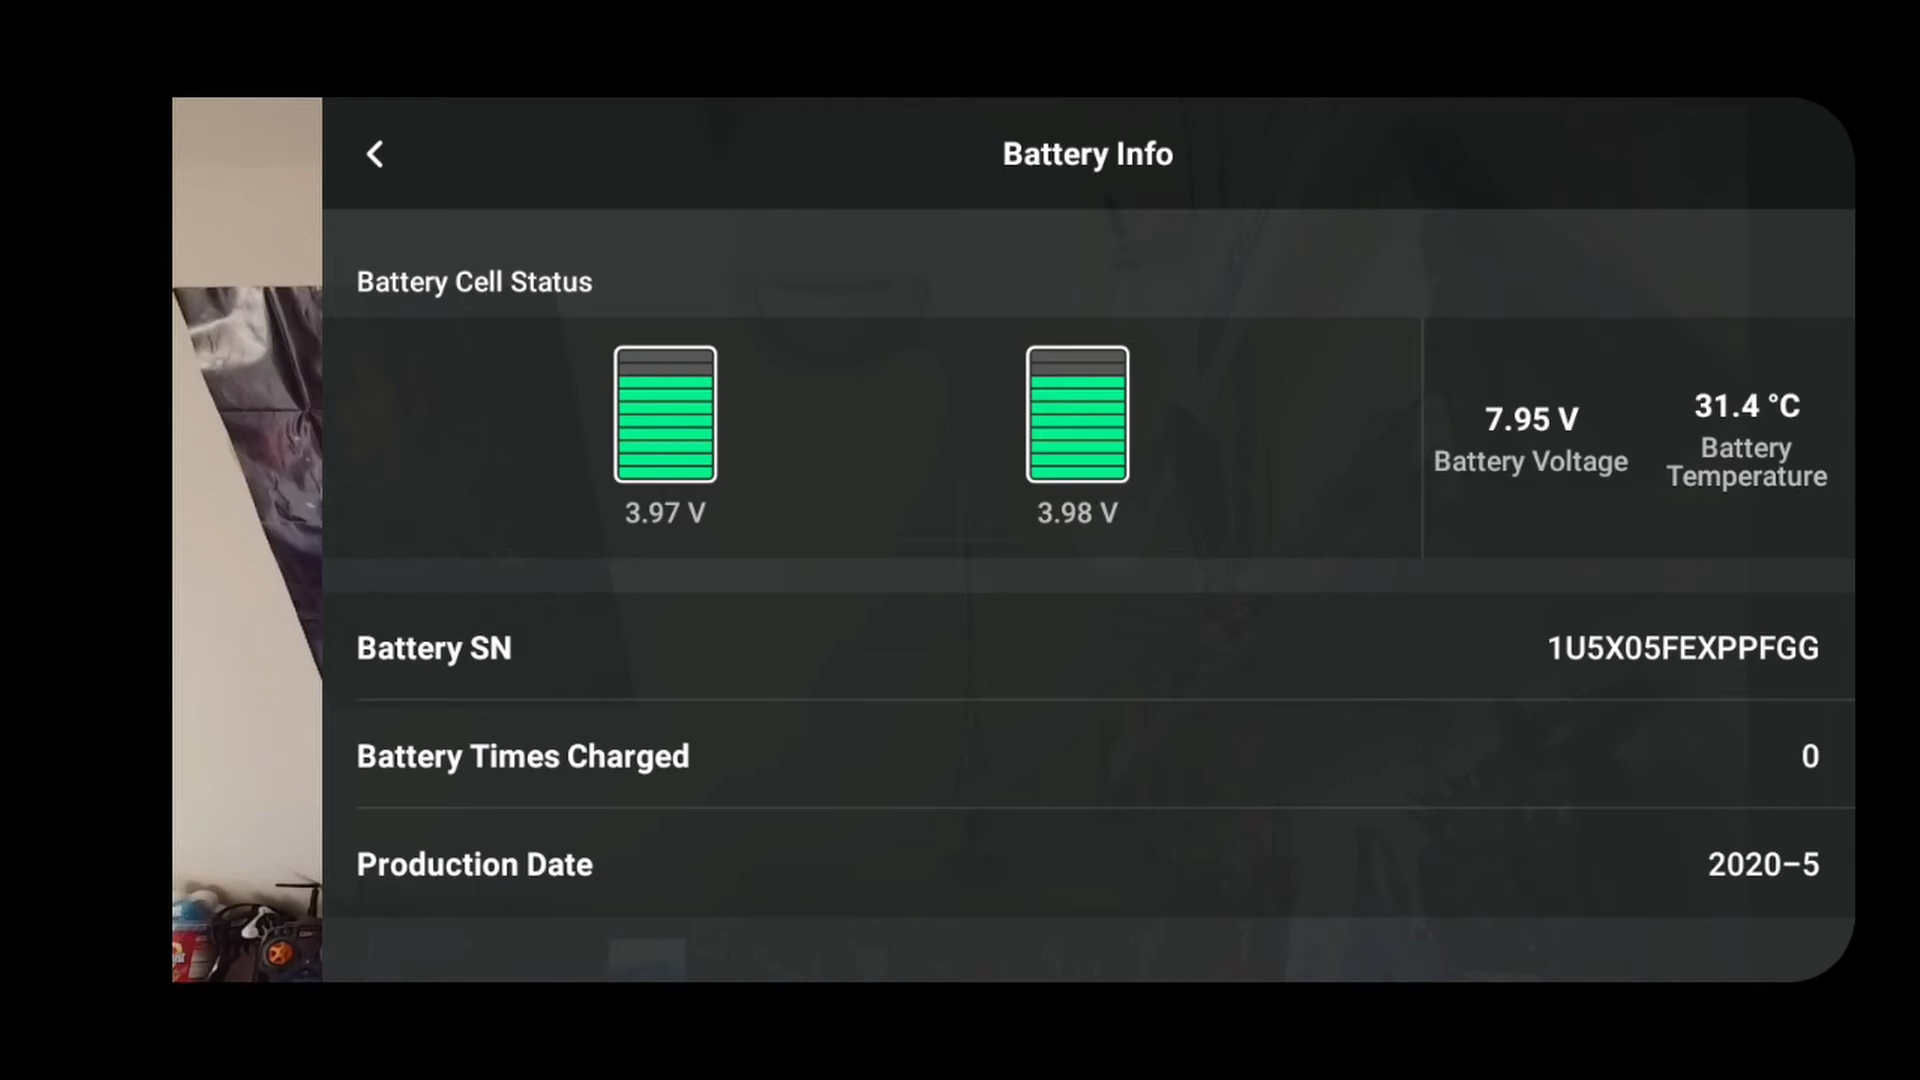 Battery Info
Battery Cell Status
3.97 V
3.98 V
7.95 V
Battery Voltage
31.4 °C
Battery
Temperature
Battery SN
1U5X05FEXPPFGG
Battery Times Charged
0
Production Date
2020–5